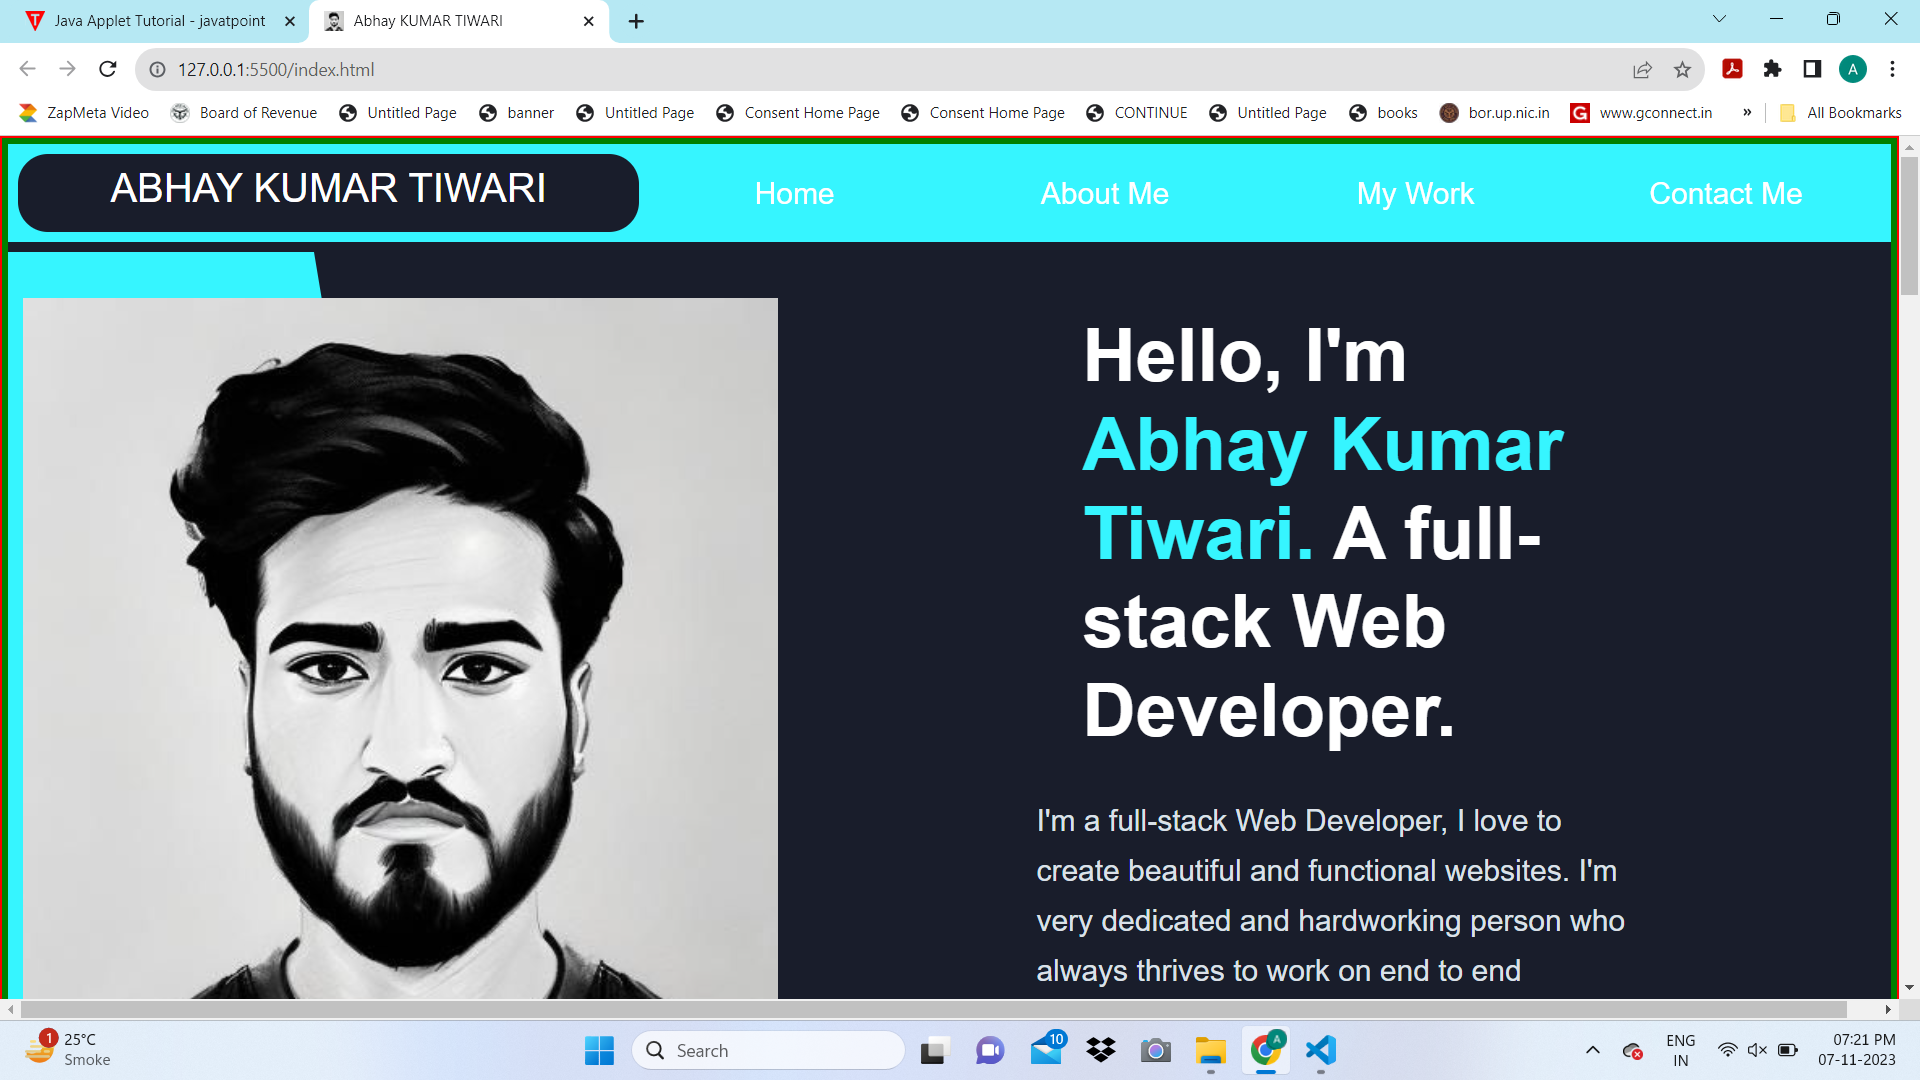 Java Applet Tutorial - javatpoint
Abhay KUMAR TIWARI
127.0.0.1:5500/index.html
A
ZapMeta Video
Board of Revenue
Untitled Page
banner
Untitled Page
Consent Home Page
Consent Home Page
CONTINUE
Untitled Page
books
bor.up.nic.in
G
www.gconnect.in
»
All Bookmarks
ABHAY KUMAR TIWARI
Home
About Me
My Work
Contact Me
Hello, I'm
Abhay Kumar
Tiwari. A full-
stack Web
Developer.
I'm a full-stack Web Developer, I love to
create beautiful and functional websites. I'm
very dedicated and hardworking person who
always thrives to work on end to end
1
25°C
Smoke
Search
10
A
ENG
IN
07:21 PM
07-11-2023